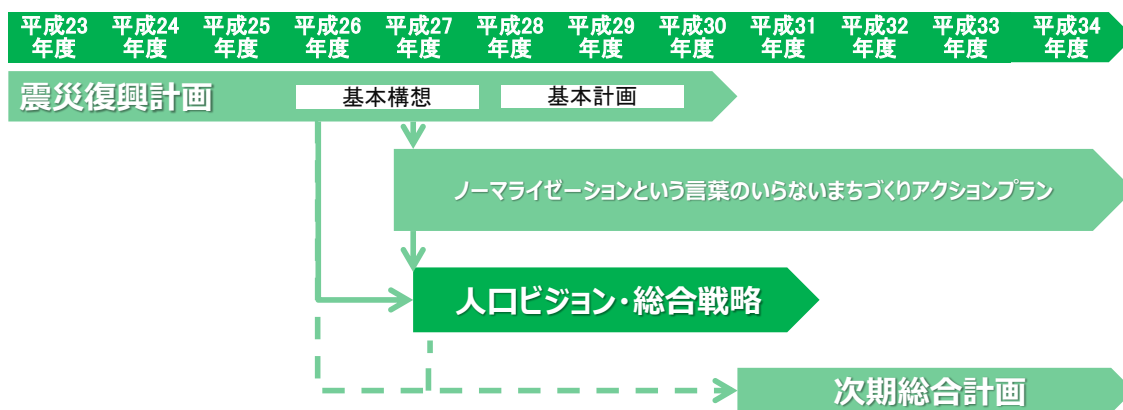 平成23 平成24 平成25 平成26 平成27 平成28 平成29 平成30 平成31 平成32 平成33 平成34
年度 年度 年度 年度 年度 年度 年度 年度 年度 年度 年度 年度
震災復興計画 基本構想 基本計画
ノーマライゼーションという言葉のいらないまちづくりアクションプラン
人口ビジョン・総合戦略
次期総合計画